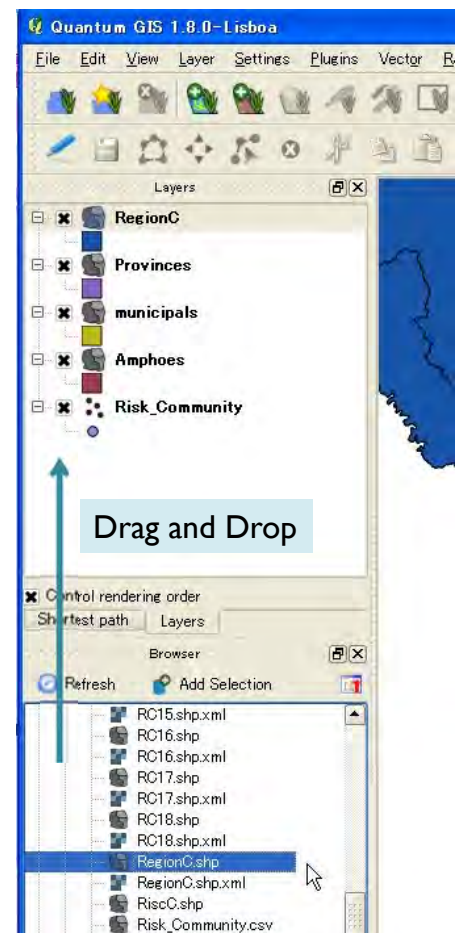 Quantum GIS 1.8.0-Lisboa
File Edit View Layer Settings Plugins Vector R
Layers
RegionC
Provinces
municipals
Amphoes
Risk_Community
Drag and Drop
Control rendering order
Shortest path Layers
Browser
Refresh Add Selection
RC15.shp.xml
RC16.shp
RC16.shp.xml
RC17.shp
RC17.shp.xml
RC18.shp
RC18.shp.xml
RegionC.shp
RegionC.shp.xml
RiscC.shp
Risk_Community.csv